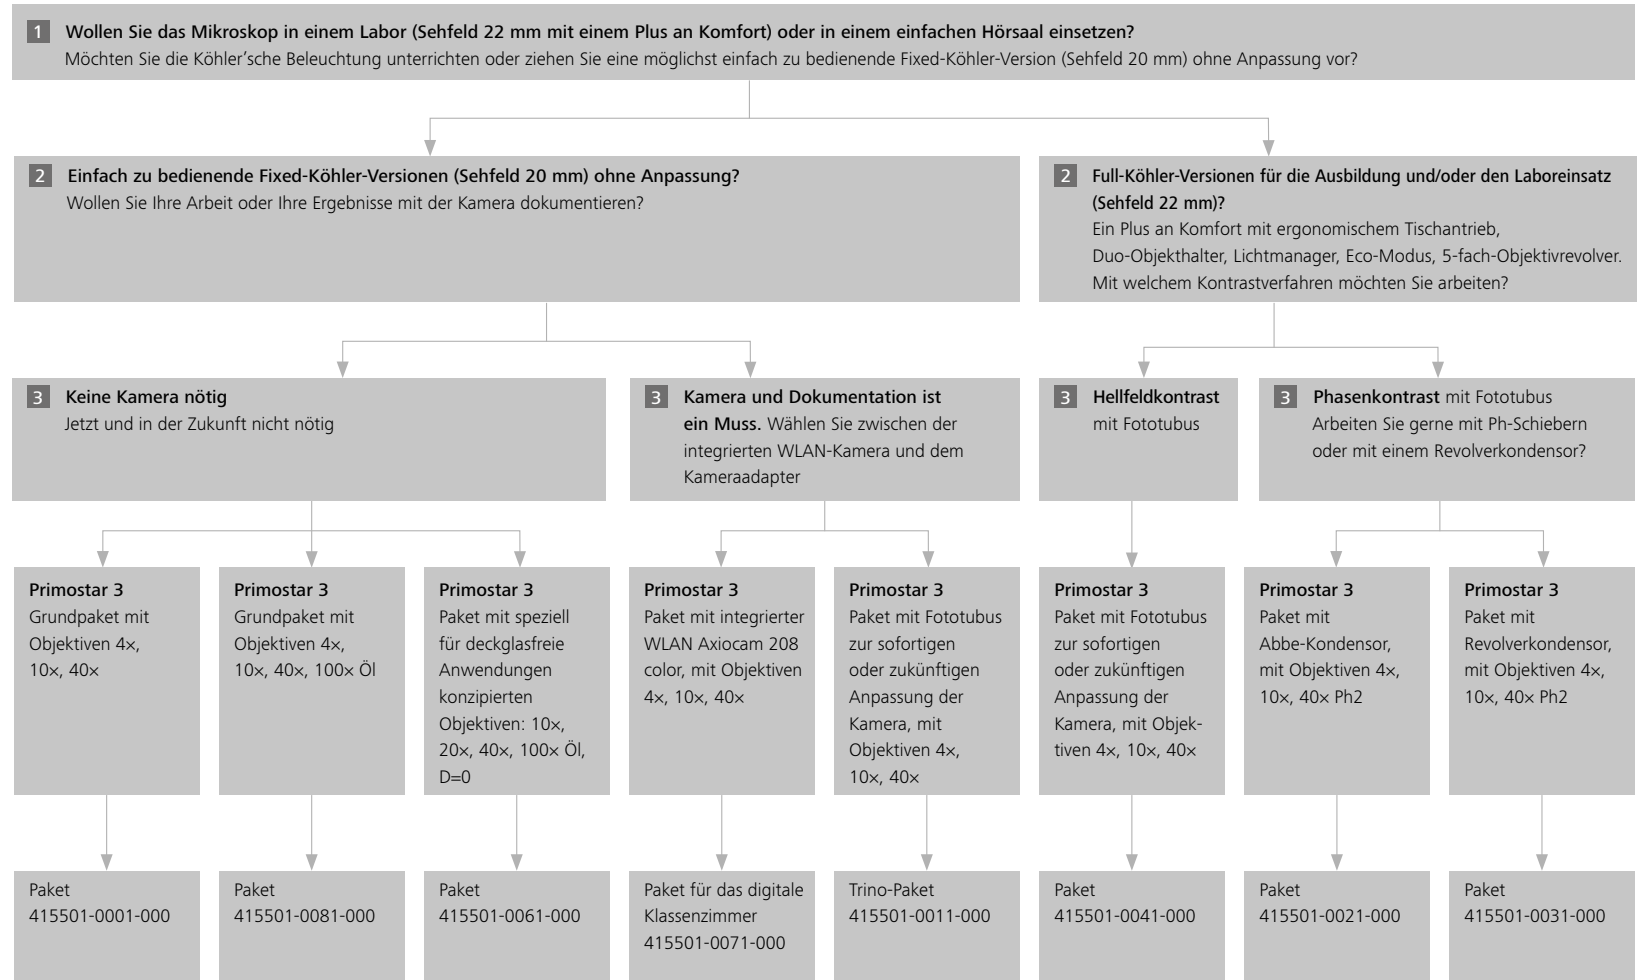 1 Wollen Sie das Mikroskop in einem Labor (Sehfeld 22 mm mit einem Plus an Komfort) oder in einem einfachen Hörsaal einsetzen?
Möchten Sie die Köhler’sche Beleuchtung unterrichten oder ziehen Sie eine möglichst einfach zu bedienende Fixed-Köhler-Version (Sehfeld 20 mm) ohne Anpassung vor?
2 Einfach zu bedienende Fixed-Köhler-Versionen (Sehfeld 20 mm) ohne Anpassung?
Wollen Sie Ihre Arbeit oder Ihre Ergebnisse mit der Kamera dokumentieren?
2 Full-Köhler-Versionen für die Ausbildung und/oder den Laboreinsatz
(Sehfeld 22 mm)?
Ein Plus an Komfort mit ergonomischem Tischantrieb,
Duo-Objekthalter, Lichtmanager, Eco-Modus, 5-fach-Objektivrevolver.
Mit welchem Kontrastverfahren möchten Sie arbeiten?
3 Keine Kamera nötig
Jetzt und in der Zukunft nicht nötig
3 Kamera und Dokumentation ist
ein Muss. Wählen Sie zwischen der
integrierten WLAN-Kamera und dem
Kameraadapter
3 Hellfeldkontrast
mit Fototubus
3 Phasenkontrast mit Fototubus
Arbeiten Sie gerne mit Ph-Schiebern
oder mit einem Revolverkondensor?
Primostar 3
Grundpaket mit
Objektiven 4×,
10×, 40×
Primostar 3
Grundpaket mit
Objektiven 4×,
10×, 40×, 100× Öl
Primostar 3
Paket mit speziell
für deckglasfreie
Anwendungen
konzipierten
Objektiven: 10×,
20×, 40×, 100× Öl,
D=0
Primostar 3
Paket mit integrierter
WLAN Axiocam 208
color, mit Objektiven
4×, 10×, 40×
Primostar 3
Paket mit Fototubus
zur sofortigen
oder zukünftigen
Anpassung der
Kamera, mit
Objektiven 4×,
10×, 40×
Primostar 3
Paket mit Fototubus
zur sofortigen
oder zukünftigen
Anpassung der
Kamera, mit Objek-
tiven 4×, 10×, 40×
Primostar 3
Paket mit
Abbe-Kondensor,
mit Objektiven 4×,
10×, 40× Ph2
Primostar 3
Paket mit
Revolverkondensor,
mit Objektiven 4×,
10×, 40× Ph2
Paket
415501-0001-000
Paket
415501-0081-000
Paket
415501-0061-000
Paket für das digitale
Klassenzimmer
415501-0071-000
Trino-Paket
415501-0011-000
Paket
415501-0041-000
Paket
415501-0021-000
Paket
415501-0031-000